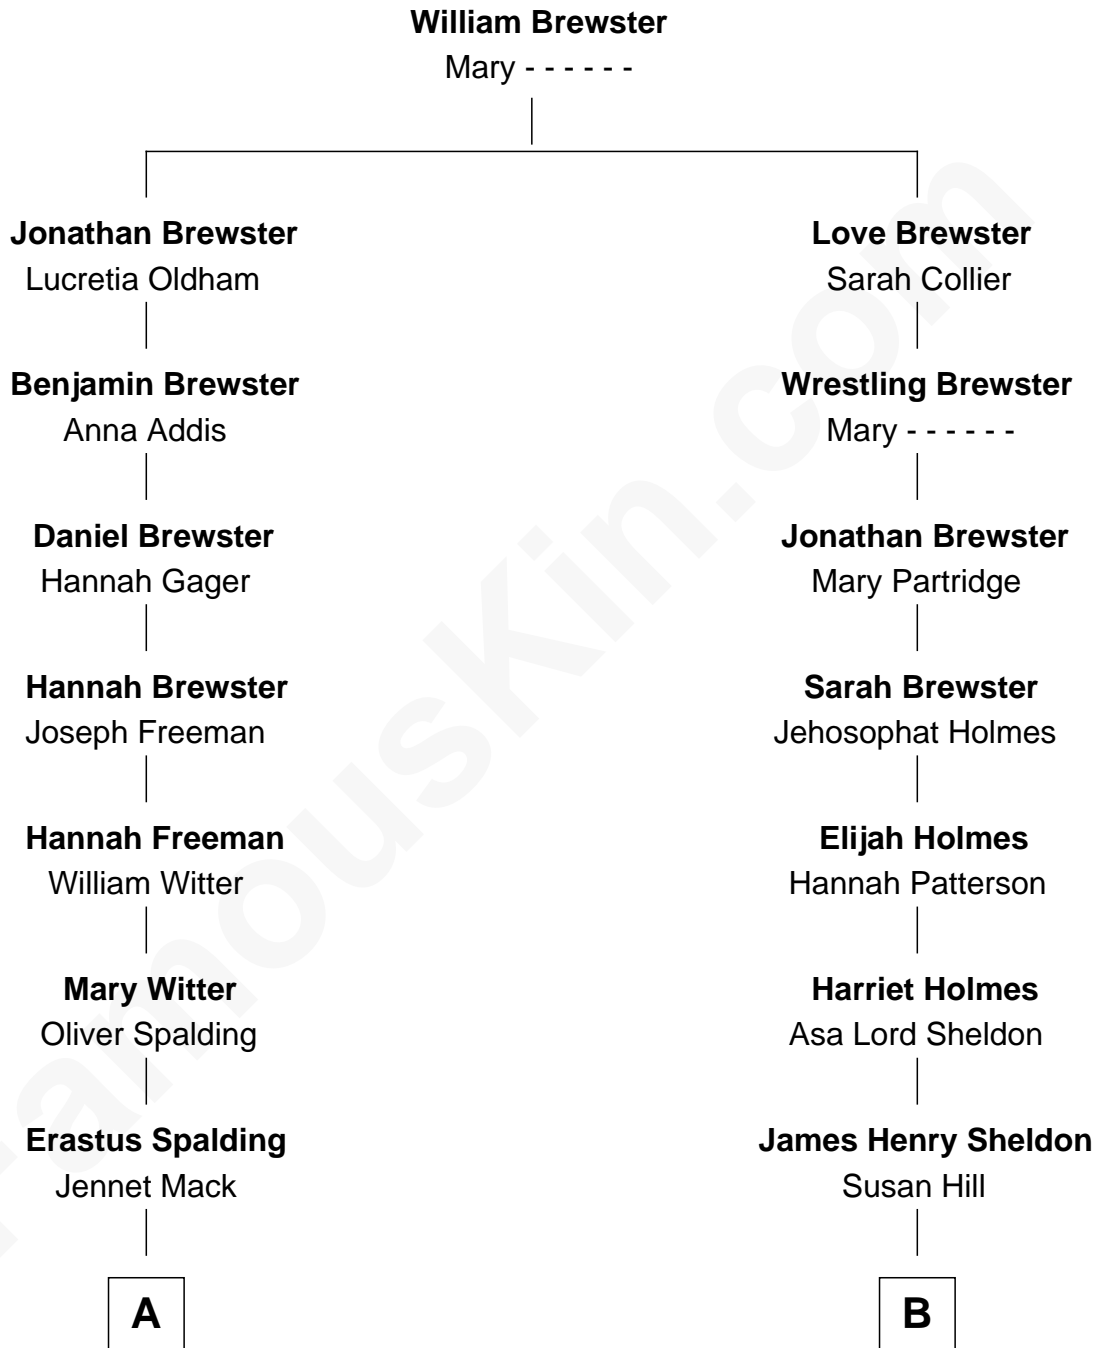 William Brewster
Mary - - - - - -
Jonathan Brewster
Lucretia Oldham
Love Brewster
Sarah Collier
Benjamin Brewster
Anna Addis
Wrestling Brewster
Mary - - - - - -
Daniel Brewster
Hannah Gager
Jonathan Brewster
Mary Partridge
Hannah Brewster
Joseph Freeman
Sarah Brewster
Jehosophat Holmes
Hannah Freeman
William Witter
Elijah Holmes
Hannah Patterson
Mary Witter
Oliver Spalding
Harriet Holmes
Asa Lord Sheldon
Erastus Spalding
Jennet Mack
James Henry Sheldon
Susan Hill
A
B
FamousKin.com